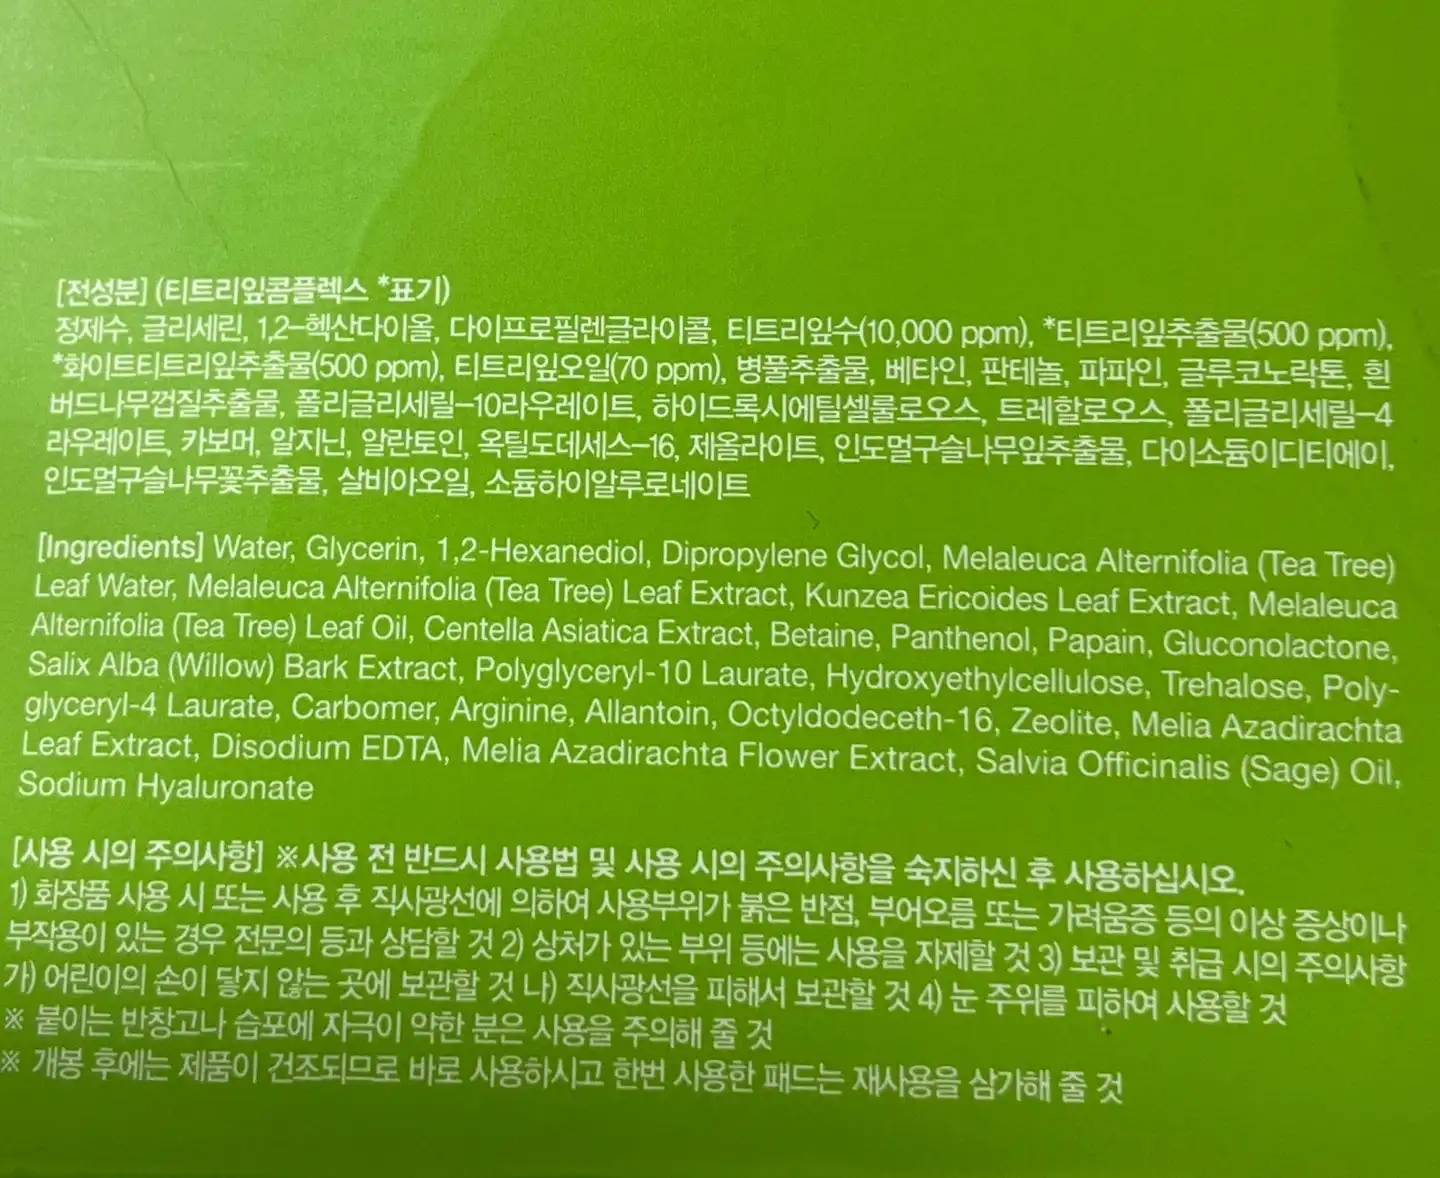 [전성분] (티트리잎콤플렉스 *표기)
정제수, 글리세린, 1,2-헥산다이올, 다이프로필렌글라이콜, 티트리잎수(10,000 ppm), *티트리잎추출물(500 ppm),
*화이트티트리잎추출물(500 ppm), 티트리잎오일(70 ppm), 병풀추출물, 베타인, 판테놀, 파파인, 글루코노락톤, 흰
버드나무껍질추출물, 폴리글리세릴-10라우레이트, 하이드록시에틸셀룰로오스, 트레할로오스, 폴리글리세릴-4
라우레이트, 카보머, 알지닌, 알란토인, 옥틸도데세스-16, 제올라이트, 인도멀구슬나무잎추출물, 다이소듐이디티에이,
인도멀구슬나무꽃추출물, 살비아오일, 소듐하이알루로네이트
[Ingredients] Water, Glycerin, 1,2-Hexanediol, Dipropylene Glycol, Melaleuca Alternifolia (Tea Tree)
Leaf Water, Melaleuca Alternifolia (Tea Tree) Leaf Extract, Kunzea Ericoides Leaf Extract, Melaleuca
Alternifolia (Tea Tree) Leaf Oil, Centella Asiatica Extract, Betaine, Panthenol, Papain, Gluconolactone,
Salix Alba (Willow) Bark Extract, Polyglyceryl-10 Laurate, Hydroxyethylcellulose, Trehalose, Poly-
glyceryl-4 Laurate, Carbomer, Arginine, Allantoin, Octyldodeceth-16, Zeolite, Melia Azadirachta
Leaf Extract, Disodium EDTA, Melia Azadirachta Flower Extract, Salvia Officinalis (Sage) Oil,
Sodium Hyaluronate
[사용 시의 주의사항] ※사용 전 반드시 사용법 및 사용 시의 주의사항을 숙지하신 후 사용하십시오.
1) 화장품 사용 시 또는 사용 후 직사광선에 의하여 사용부위가 붉은 반점, 부어오름 또는 가려움증 등의 이상 증상이나
부작용이 있는 경우 전문의 등과 상담할 것 2) 상처가 있는 부위 등에는 사용을 자제할 것 3) 보관 및 취급 시의 주의사항
가) 어린이의 손이 닿지 않는 곳에 보관할 것 나) 직사광선을 피해서 보관할 것 4) 눈 주위를 피하여 사용할 것
※ 붙이는 반창고나 습포에 자극이 약한 분은 사용을 주의해 줄 것
※ 개봉 후에는 제품이 건조되므로 바로 사용하시고 한번 사용한 패드는 재사용을 삼가해 줄 것